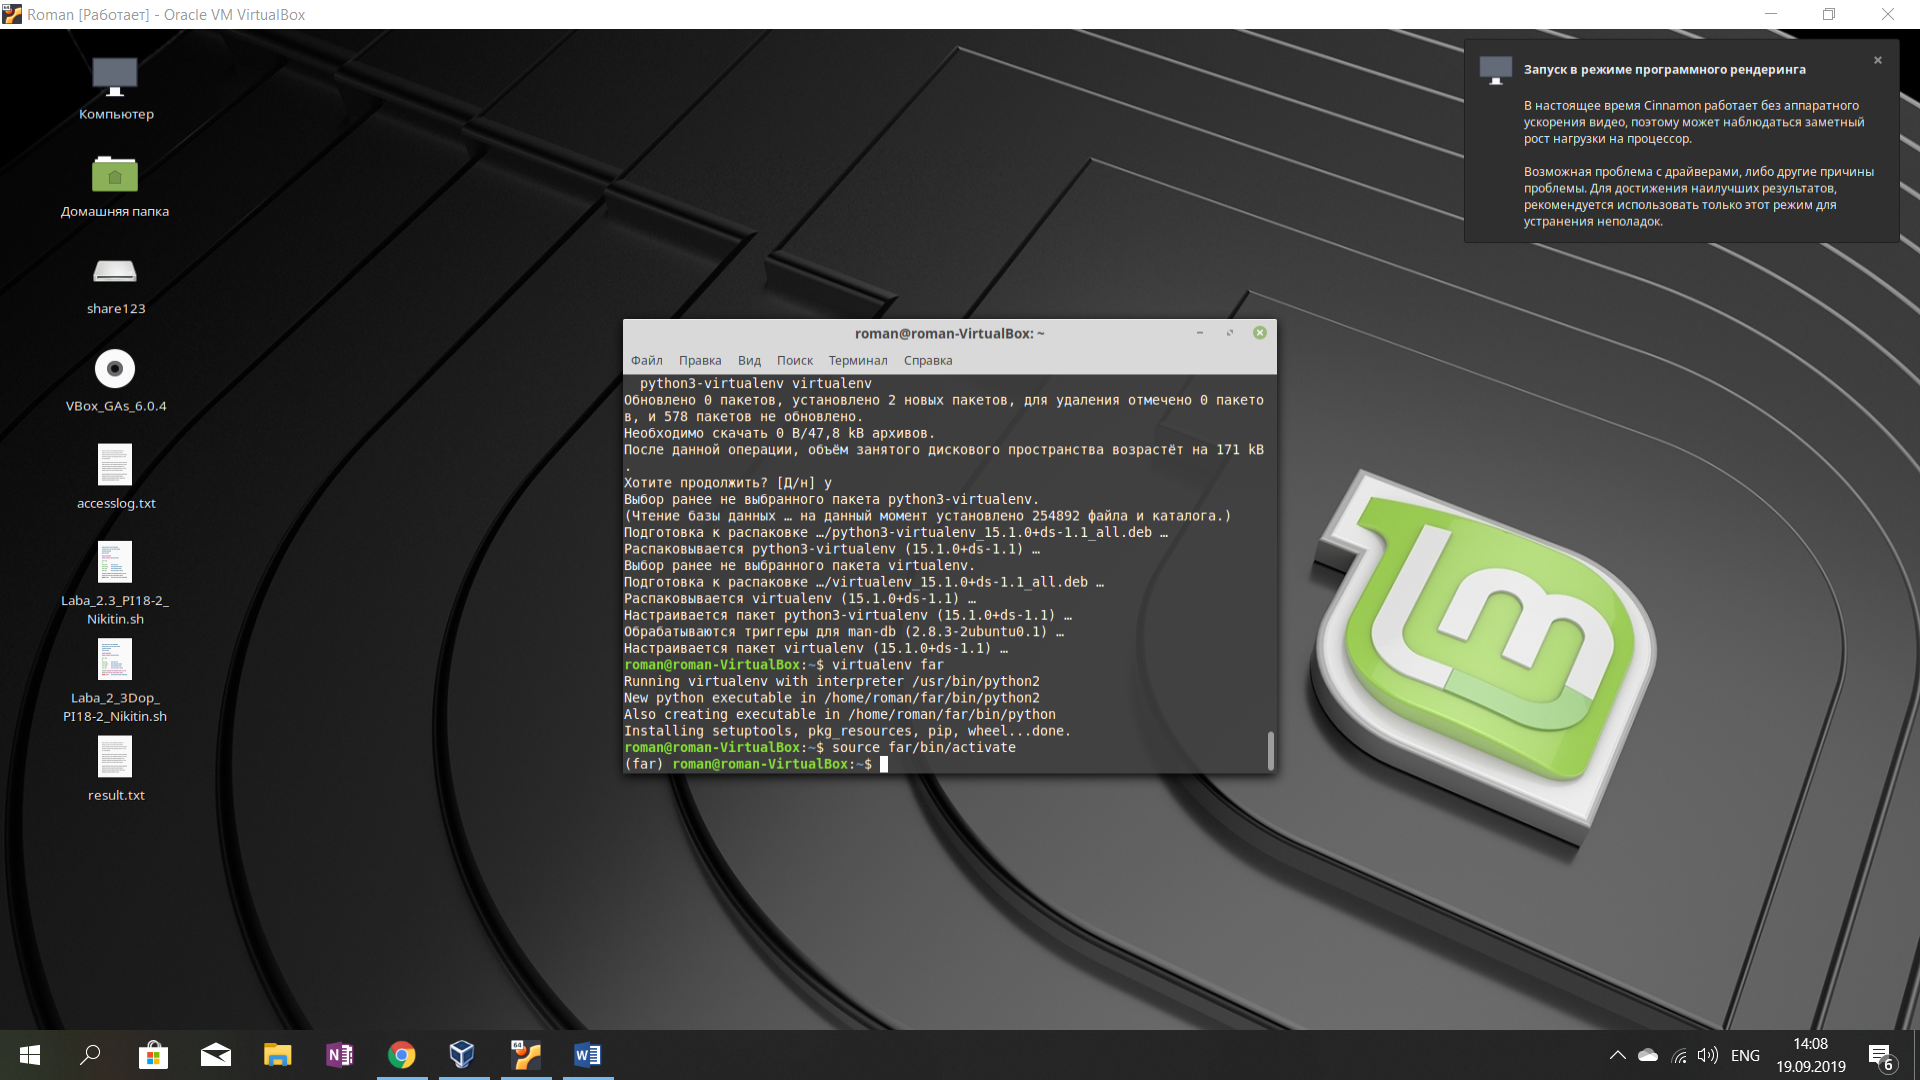 Roman [Работает] - Oracle VM VirtualBox
Компьютер
Домашняя папка
share123
VBox_GAs_6.0.4
accesslog.txt
Laba_2.3_PI18-2_
Nikitin.sh
Laba_2_3Dop_
PI18-2_Nikitin.sh
result.txt
Запуск в режиме программного рендеринга
В настоящее время Cinnamon работает без аппаратного
ускорения видео, поэтому может наблюдаться заметный
рост нагрузки на процессор.
Возможная проблема с драйверами, либо другие причины
проблемы. Для достижения наилучших результатов,
рекомендуется использовать только этот режим для
устранения неполадок.
roman@roman-VirtualBox: ~
Файл Правка Вид Поиск Терминал Справка
python3-virtualenv virtualenv
Обновлено 0 пакетов, установлено 2 новых пакетов, для удаления отмечено 0 пакето
в, и 578 пакетов не обновлено.
Необходимо скачать 0 B/47,8 kB архивов.
После данной операции, объём занятого дискового пространства возрастёт на 171 kB
.
Хотите продолжить? [Д/н] y
Выбор ранее не выбранного пакета python3-virtualenv.
(Чтение базы данных … на данный момент установлено 254892 файла и каталога.)
Подготовка к распаковке …/python3-virtualenv_15.1.0+ds-1.1_all.deb …
Распаковывается python3-virtualenv (15.1.0+ds-1.1) …
Выбор ранее не выбранного пакета virtualenv.
Подготовка к распаковке …/virtualenv_15.1.0+ds-1.1_all.deb …
Распаковывается virtualenv (15.1.0+ds-1.1) …
Настраивается пакет python3-virtualenv (15.1.0+ds-1.1) …
Обрабатываются триггеры для man-db (2.8.3-2ubuntu0.1) …
Настраивается пакет virtualenv (15.1.0+ds-1.1) …
roman@roman-VirtualBox:~$ virtualenv far
Running virtualenv with interpreter /usr/bin/python2
New python executable in /home/roman/far/bin/python2
Also creating executable in /home/roman/far/bin/python
Installing setuptools, pkg_resources, pip, wheel...done.
roman@roman-VirtualBox:~$ source far/bin/activate
(far) roman@roman-VirtualBox:~$
64
ENG
14:08
19.09.2019
6